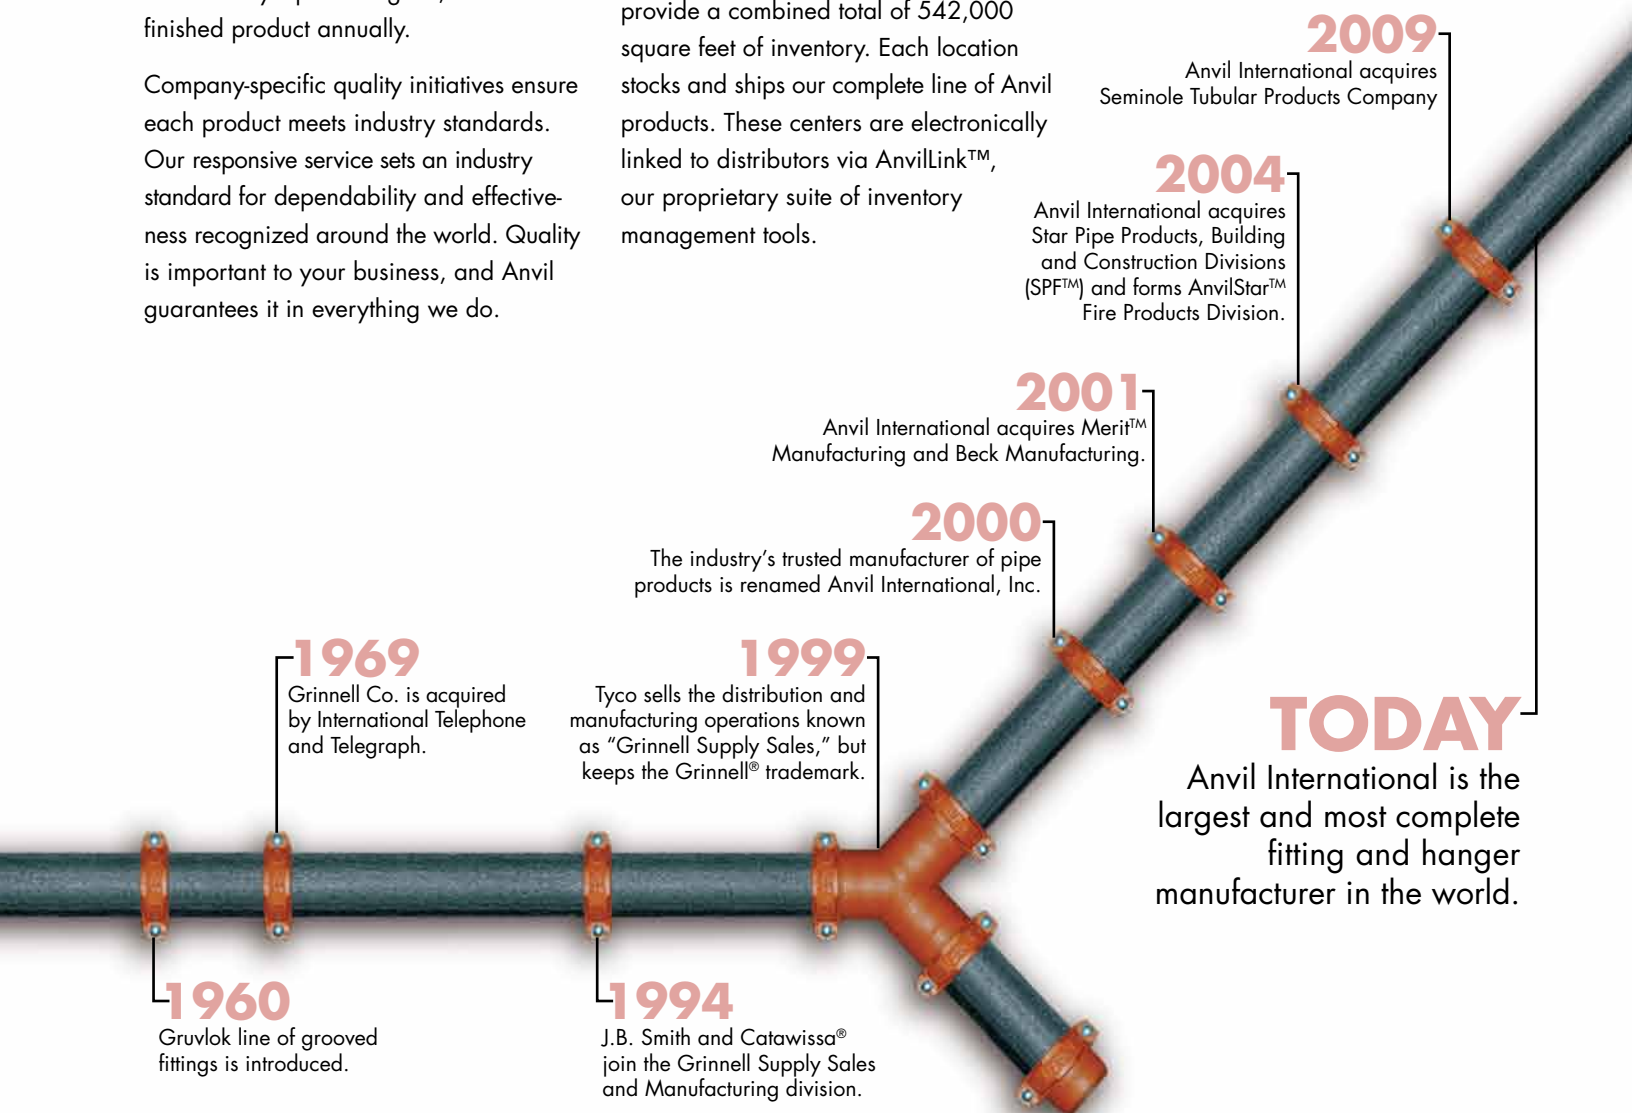 finished product annually.
Company-specific quality initiatives ensure
each product meets industry standards.
Our responsive service sets an industry
standard for dependability and effective-
ness recognized around the world. Quality
is important to your business, and Anvil
guarantees it in everything we do.
provide a combined total of 542,000
square feet of inventory. Each location
stocks and ships our complete line of Anvil
products. These centers are electronically
linked to distributors via AnvilLink™,
our proprietary suite of inventory
management tools.
2009
Anvil International acquires
Seminole Tubular Products Company
2004
Anvil International acquires
Star Pipe Products, Building
and Construction Divisions
(SPF™) and forms AnvilStar™
Fire Products Division.
2001
Anvil International acquires Merit™
Manufacturing and Beck Manufacturing.
2000
The industry’s trusted manufacturer of pipe
products is renamed Anvil International, Inc.
1969
Grinnell Co. is acquired
by International Telephone
and Telegraph.
1999
Tyco sells the distribution and
manufacturing operations known
as “Grinnell Supply Sales,” but
keeps the Grinnell® trademark.
TODAY
Anvil International is the
largest and most complete
fitting and hanger
manufacturer in the world.
1960
Gruvlok line of grooved
fittings is introduced.
1994
J.B. Smith and Catawissa®
join the Grinnell Supply Sales
and Manufacturing division.